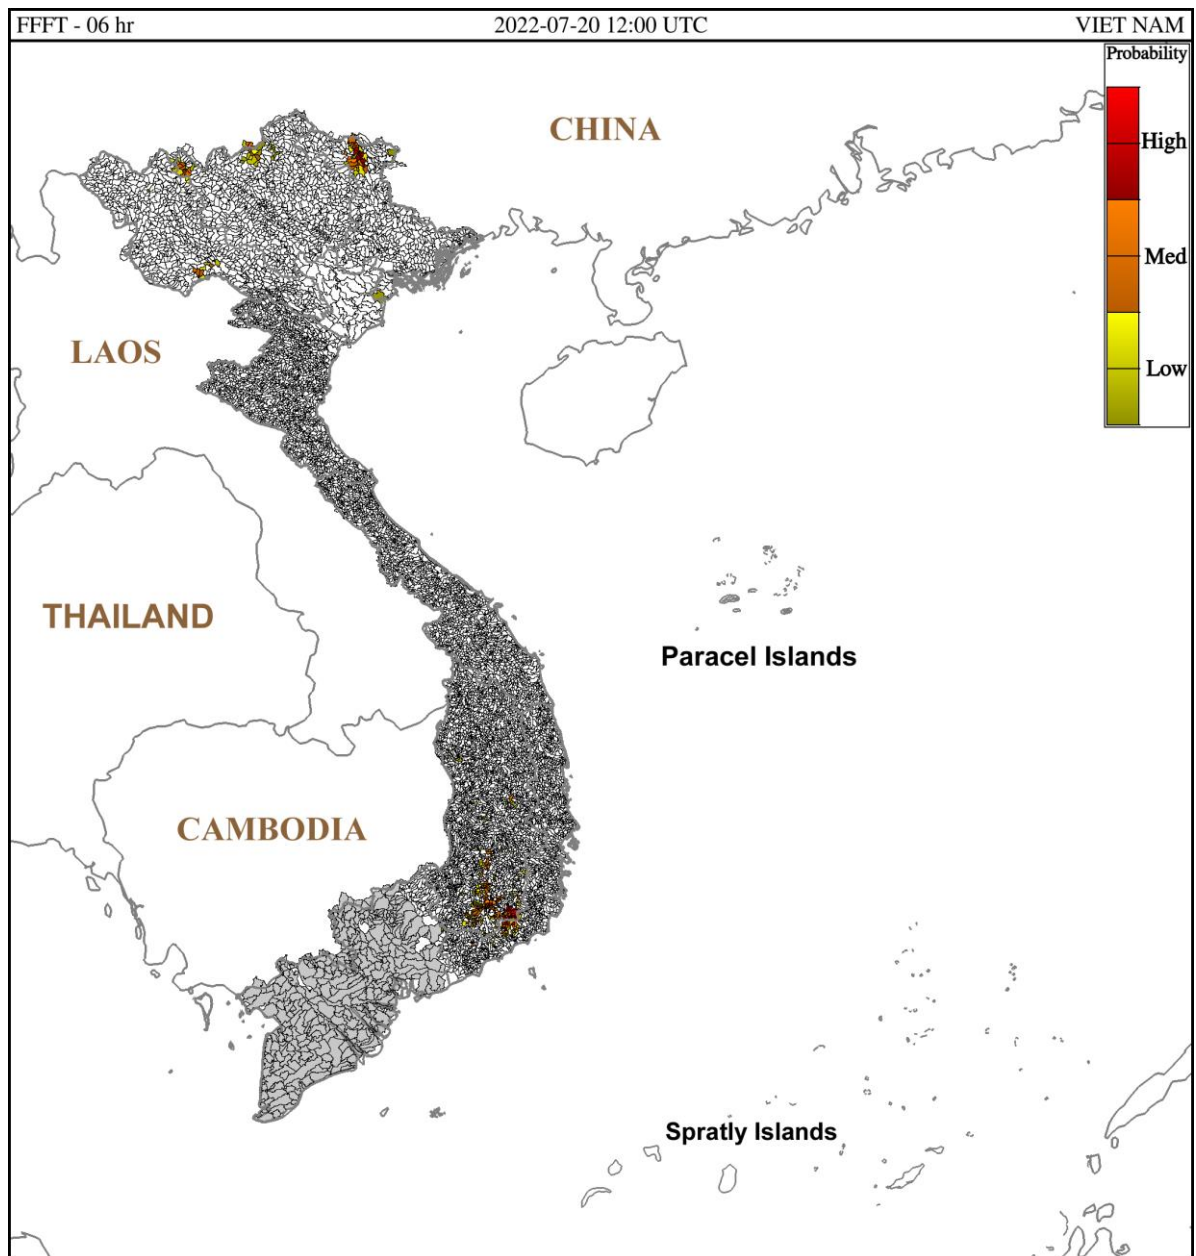 FFFT - 06 hr
2022-07-20 12:00 UTC
VIET NAM
Probability
CHINA
High
Med
LAOS
Low
THAILAND
Paracel Islands
CAMBODIA
Spratly Islands